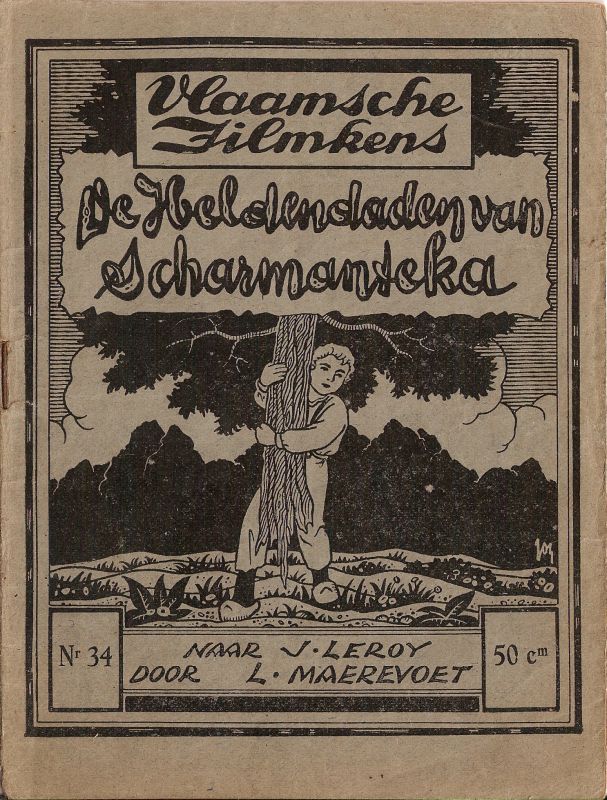 Vlaamsche
Filmkens
De Heldendaden van
Scharmanteka
Nr 34
NAAR J. LEROY
DOOR L. MAEREVOET
50 cm